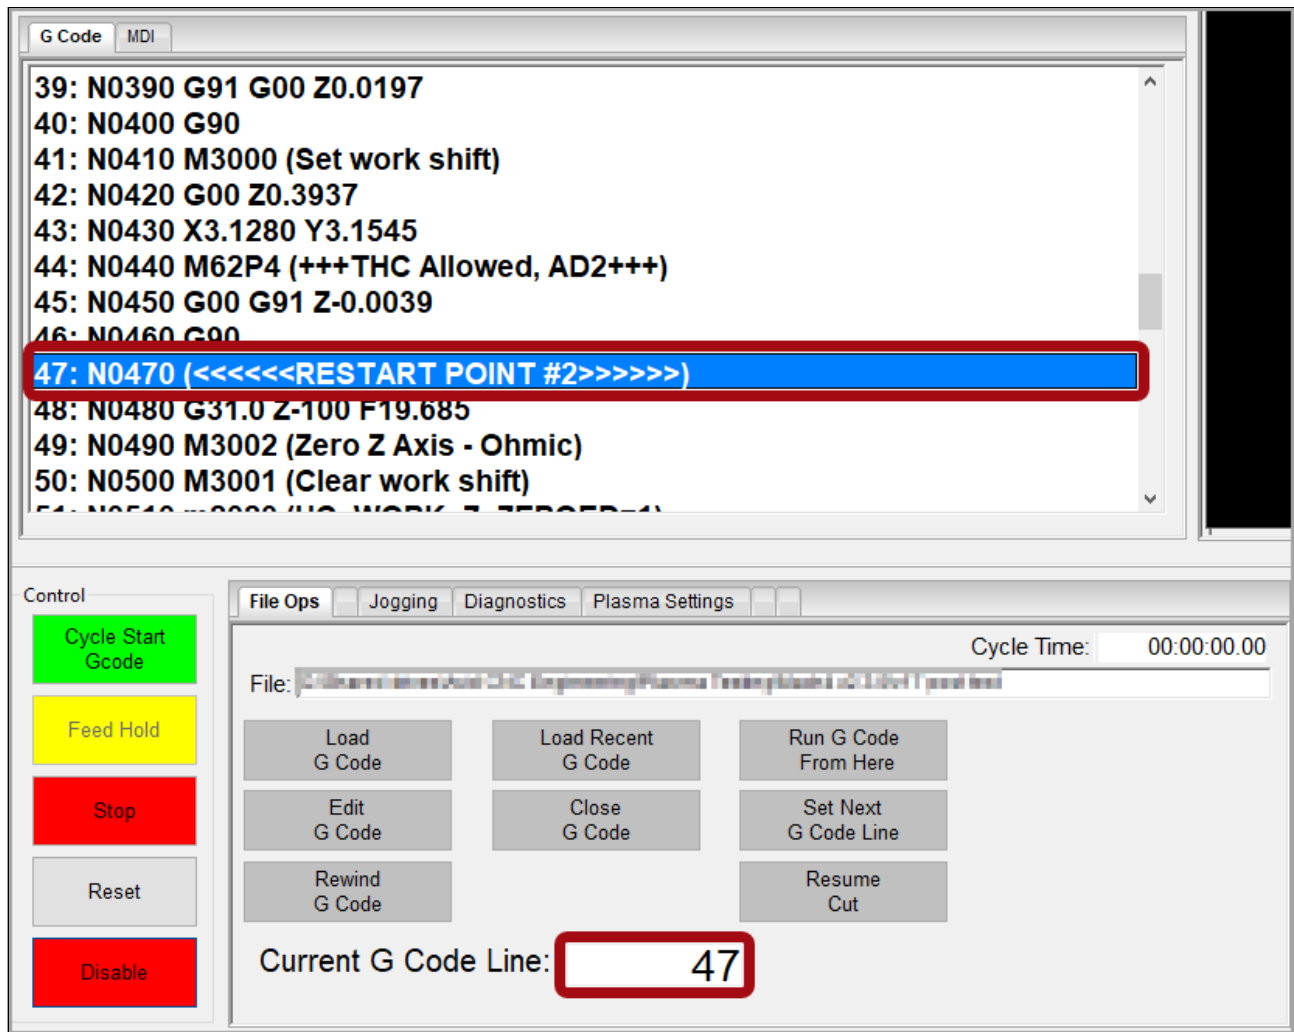 G Code MDI
39: N0390 G91 G00 Z0.0197
40: N0400 G90
41: N0410 M3000 (Set work shift)
42: N0420 G00 Z0.3937
43: N0430 X3.1280 Y3.1545
44: N0440 M62P4 (+++THC Allowed, AD2+++)
45: N0450 G00 G91 Z-0.0039
46: N0460 G90
47: N0470 (<<<<<<RESTART POINT #2>>>>>>)
48: N0480 G31.0 Z-100 F19.685
49: N0490 M3002 (Zero Z Axis - Ohmic)
50: N0500 M3001 (Clear work shift)
Control
Cycle Start
Gcode
Feed Hold
Stop
Reset
Disable
File Ops Jogging Diagnostics Plasma Settings
Cycle Time: 00:00:00.00
File:
Load
G Code
Load Recent
G Code
Run G Code
From Here
Edit
G Code
Close
G Code
Set Next
G Code Line
Rewind
G Code
Resume
Cut
Current G Code Line: 47